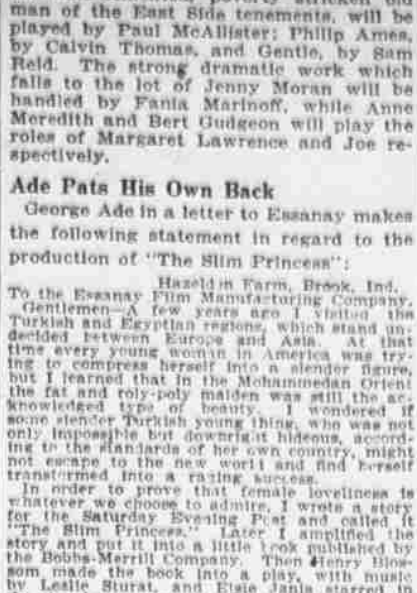 man of the East Side tenements, will be
played by Paul McAllister; Philip Ames,
by Calvin Thomas, and Gentle, by Sam
Reid. The strong dramatic work which
falls to the lot of Jenny Moran will be
handled by Fania Marinoff, while Anne
Meredith and Bert Gudgeon will play the
roles of Margaret Lawrence and Joe re-
spectively.
Ade Pats His Own Back
George Ade in a letter to Essanay makes
the following statement in regard to the
production of "The Slim Princess":
Hazeldin Farm, Brook, Ind.
To the Essanay Film Manufacturing Company.
Gentlemen—A few years ago I visited the
Turkish and Egyptian regions, which stand un-
decided between Europe and Asia. At that
time every young woman in America was try-
ing to compress herself into a slender figure,
but I learned that in the Mohammedan Orient
the fat and roly-poly maiden was still the ac-
knowledged type of beauty. I wondered if
some slender Turkish young thing, who was not
only impossible but downright hideous, accord-
ing to the standards of her own country, might
not escape to the new world and find herself
transformed into a raging success.
In order to prove that female loveliness is
whatever we choose to admire, I wrote a story
for the Saturday Evening Post and called it
"The Slim Princess." Later I amplified the
story and put it into a little book published by
the Bobbs-Merrill Company. Then Henry Blos-
som made the book into a play, with music
by Leslie Sturat, and Elsie Janis starred in